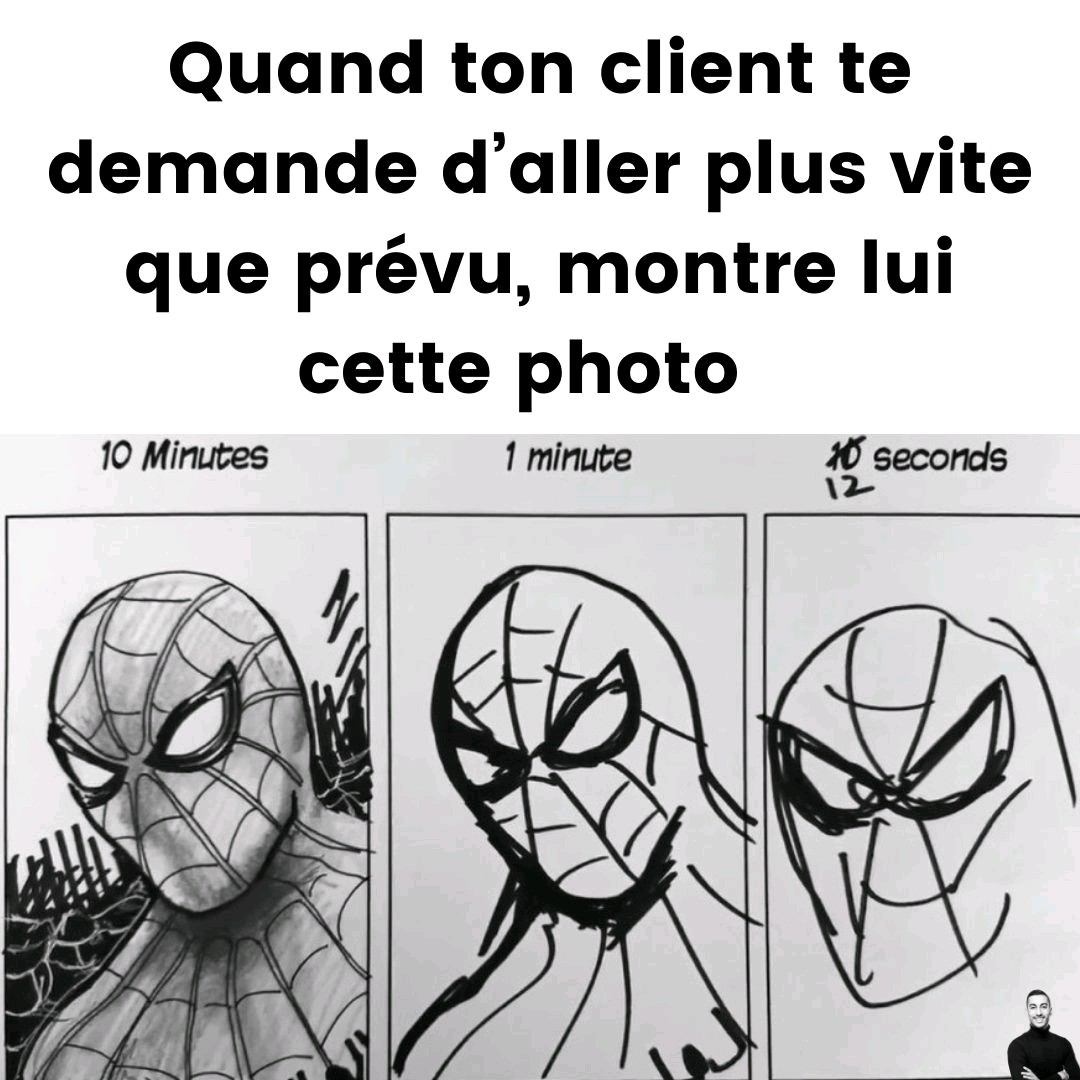 Quand ton client te
demande d’aller plus vite
que prévu, montre lui
cette photo
10 Minutes
1 minute
10 seconds
12